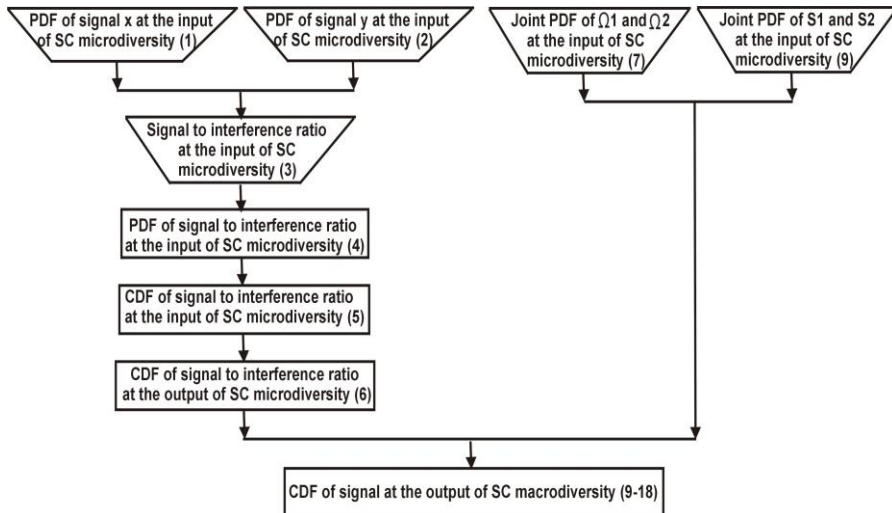 PDF of signal x at the input
of SC microdiversity (1)
PDF of signal y at the input
of SC microdiversity (2)
Joint PDF of Ω1 and Ω2
at the input of SC
microdiversity (7)
Joint PDF of S1 and S2
at the input of SC
microdiversity (9)
Signal to interference ratio
at the input of SC
microdiversity (3)
PDF of signal to interference ratio
at the input of SC microdiversity (4)
CDF of signal to interference ratio
at the input of SC microdiversity (5)
CDF of signal to interference ratio
at the output of SC microdiversity (6)
CDF of signal at the output of SC macrodiversity (9-18)